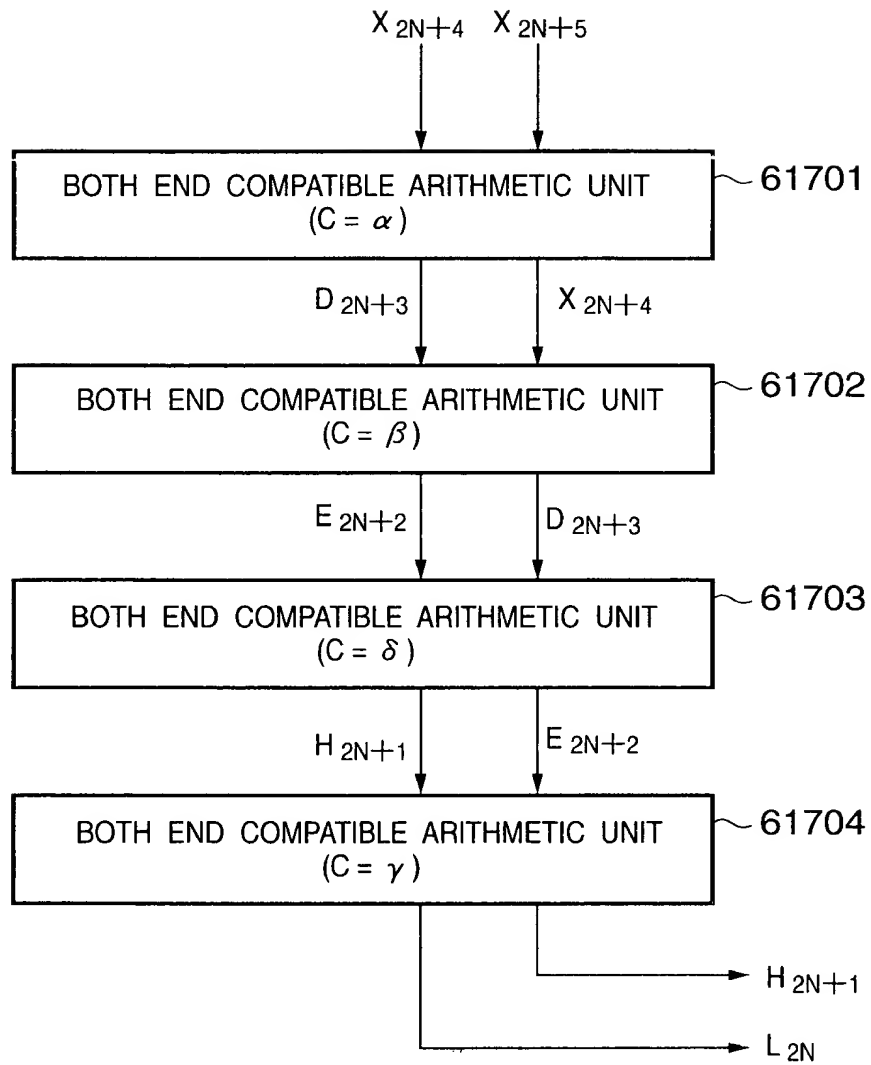 X 2N+4 X 2N+5
BOTH END COMPATIBLE ARITHMETIC UNIT
(C = α)
61701
D 2N+3 X 2N+4
BOTH END COMPATIBLE ARITHMETIC UNIT
(C = β)
61702
E 2N+2 D 2N+3
BOTH END COMPATIBLE ARITHMETIC UNIT
(C = δ)
61703
H 2N+1 E 2N+2
BOTH END COMPATIBLE ARITHMETIC UNIT
(C = γ)
61704
H 2N+1
L 2N